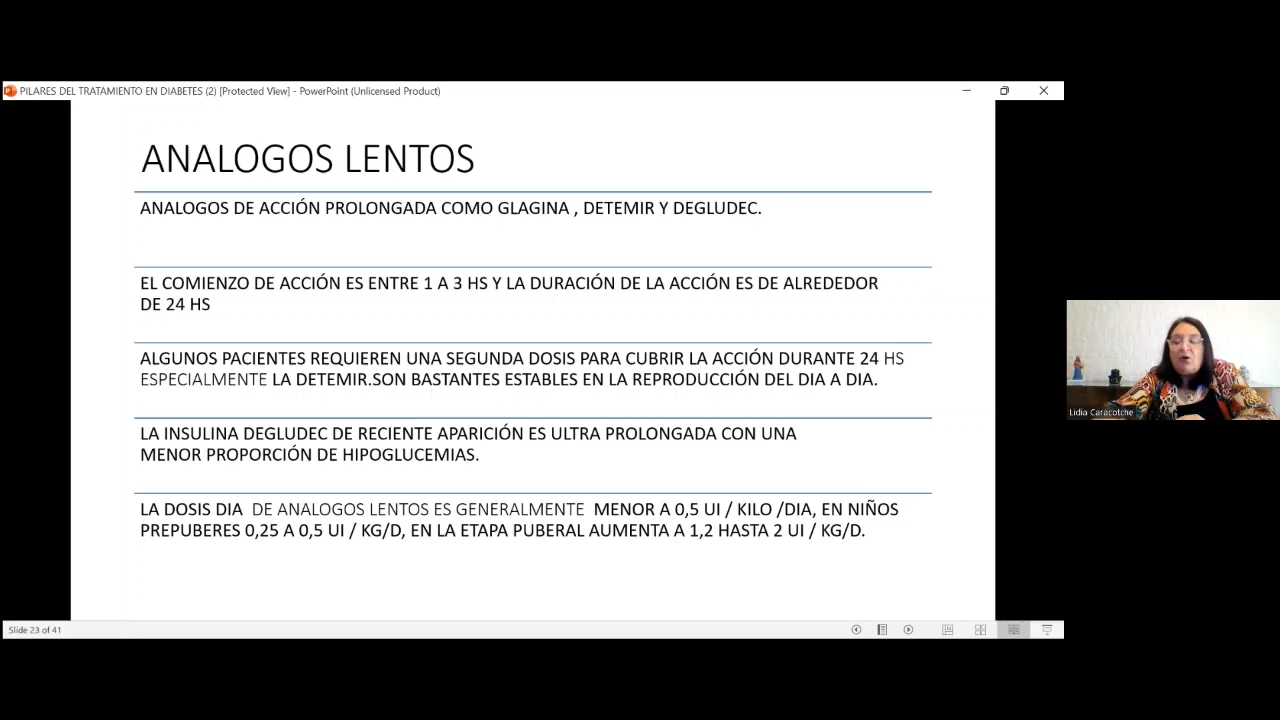 PILARES DEL TRATAMIENTO EN DIABETES (2) [Protected View] - PowerPoint (Unlicensed Product)
ANALOGOS LENTOS
ANALOGOS DE ACCIÓN PROLONGADA COMO GLAGINA , DETEMIR Y DEGLUDEC.
EL COMIENZO DE ACCIÓN ES ENTRE 1 A 3 HS Y LA DURACIÓN DE LA ACCIÓN ES DE ALREDEDOR
DE 24 HS
ALGUNOS PACIENTES REQUIEREN UNA SEGUNDA DOSIS PARA CUBRIR LA ACCIÓN DURANTE 24 HS
ESPECIALMENTE LA DETEMIR.SON BASTANTES ESTABLES EN LA REPRODUCCIÓN DEL DIA A DIA.
LA INSULINA DEGLUDEC DE RECIENTE APARICIÓN ES ULTRA PROLONGADA CON UNA
MENOR PROPORCIÓN DE HIPOGLUCEMIAS.
LA DOSIS DIA DE ANALOGOS LENTOS ES GENERALMENTE MENOR A 0,5 UI / KILO /DIA, EN NIÑOS
PREPUBERES 0,25 A 0,5 UI / KG/D, EN LA ETAPA PUBERAL AUMENTA A 1,2 HASTA 2 UI / KG/D.
Lidia Caracotche
Slide 23 of 41